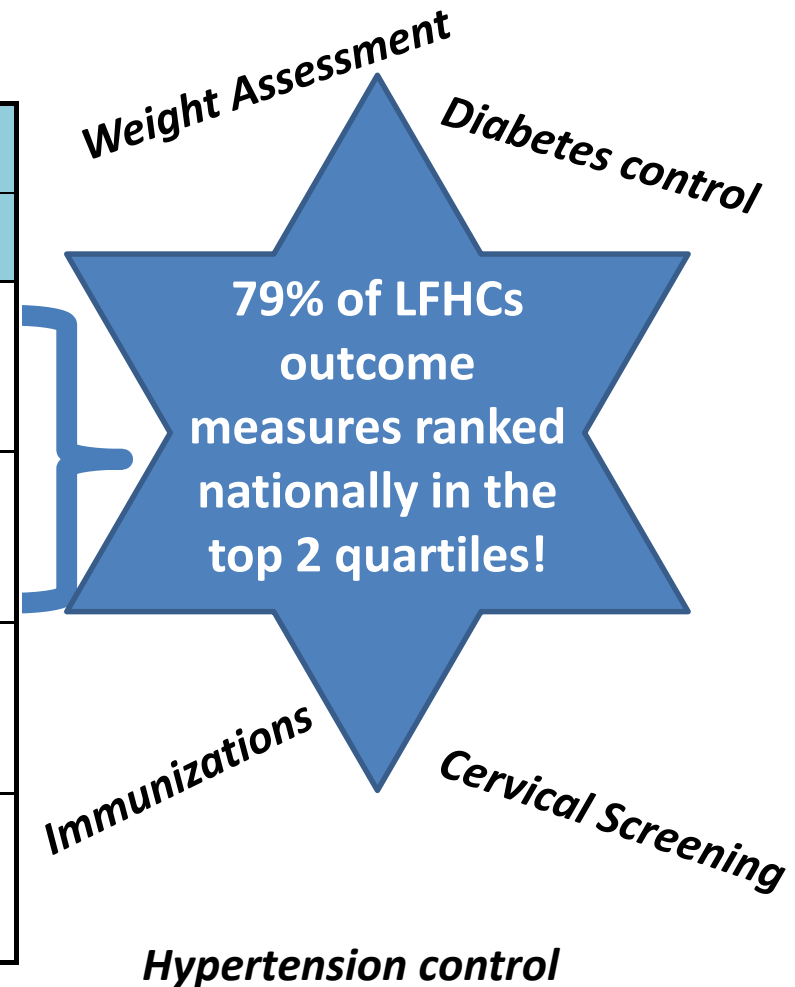 Weight Assessment
Diabetes control
79% of LFHCs
outcome
measures ranked
nationally in the
top 2 quartiles!
Immunizations
Cervical Screening
Hypertension control